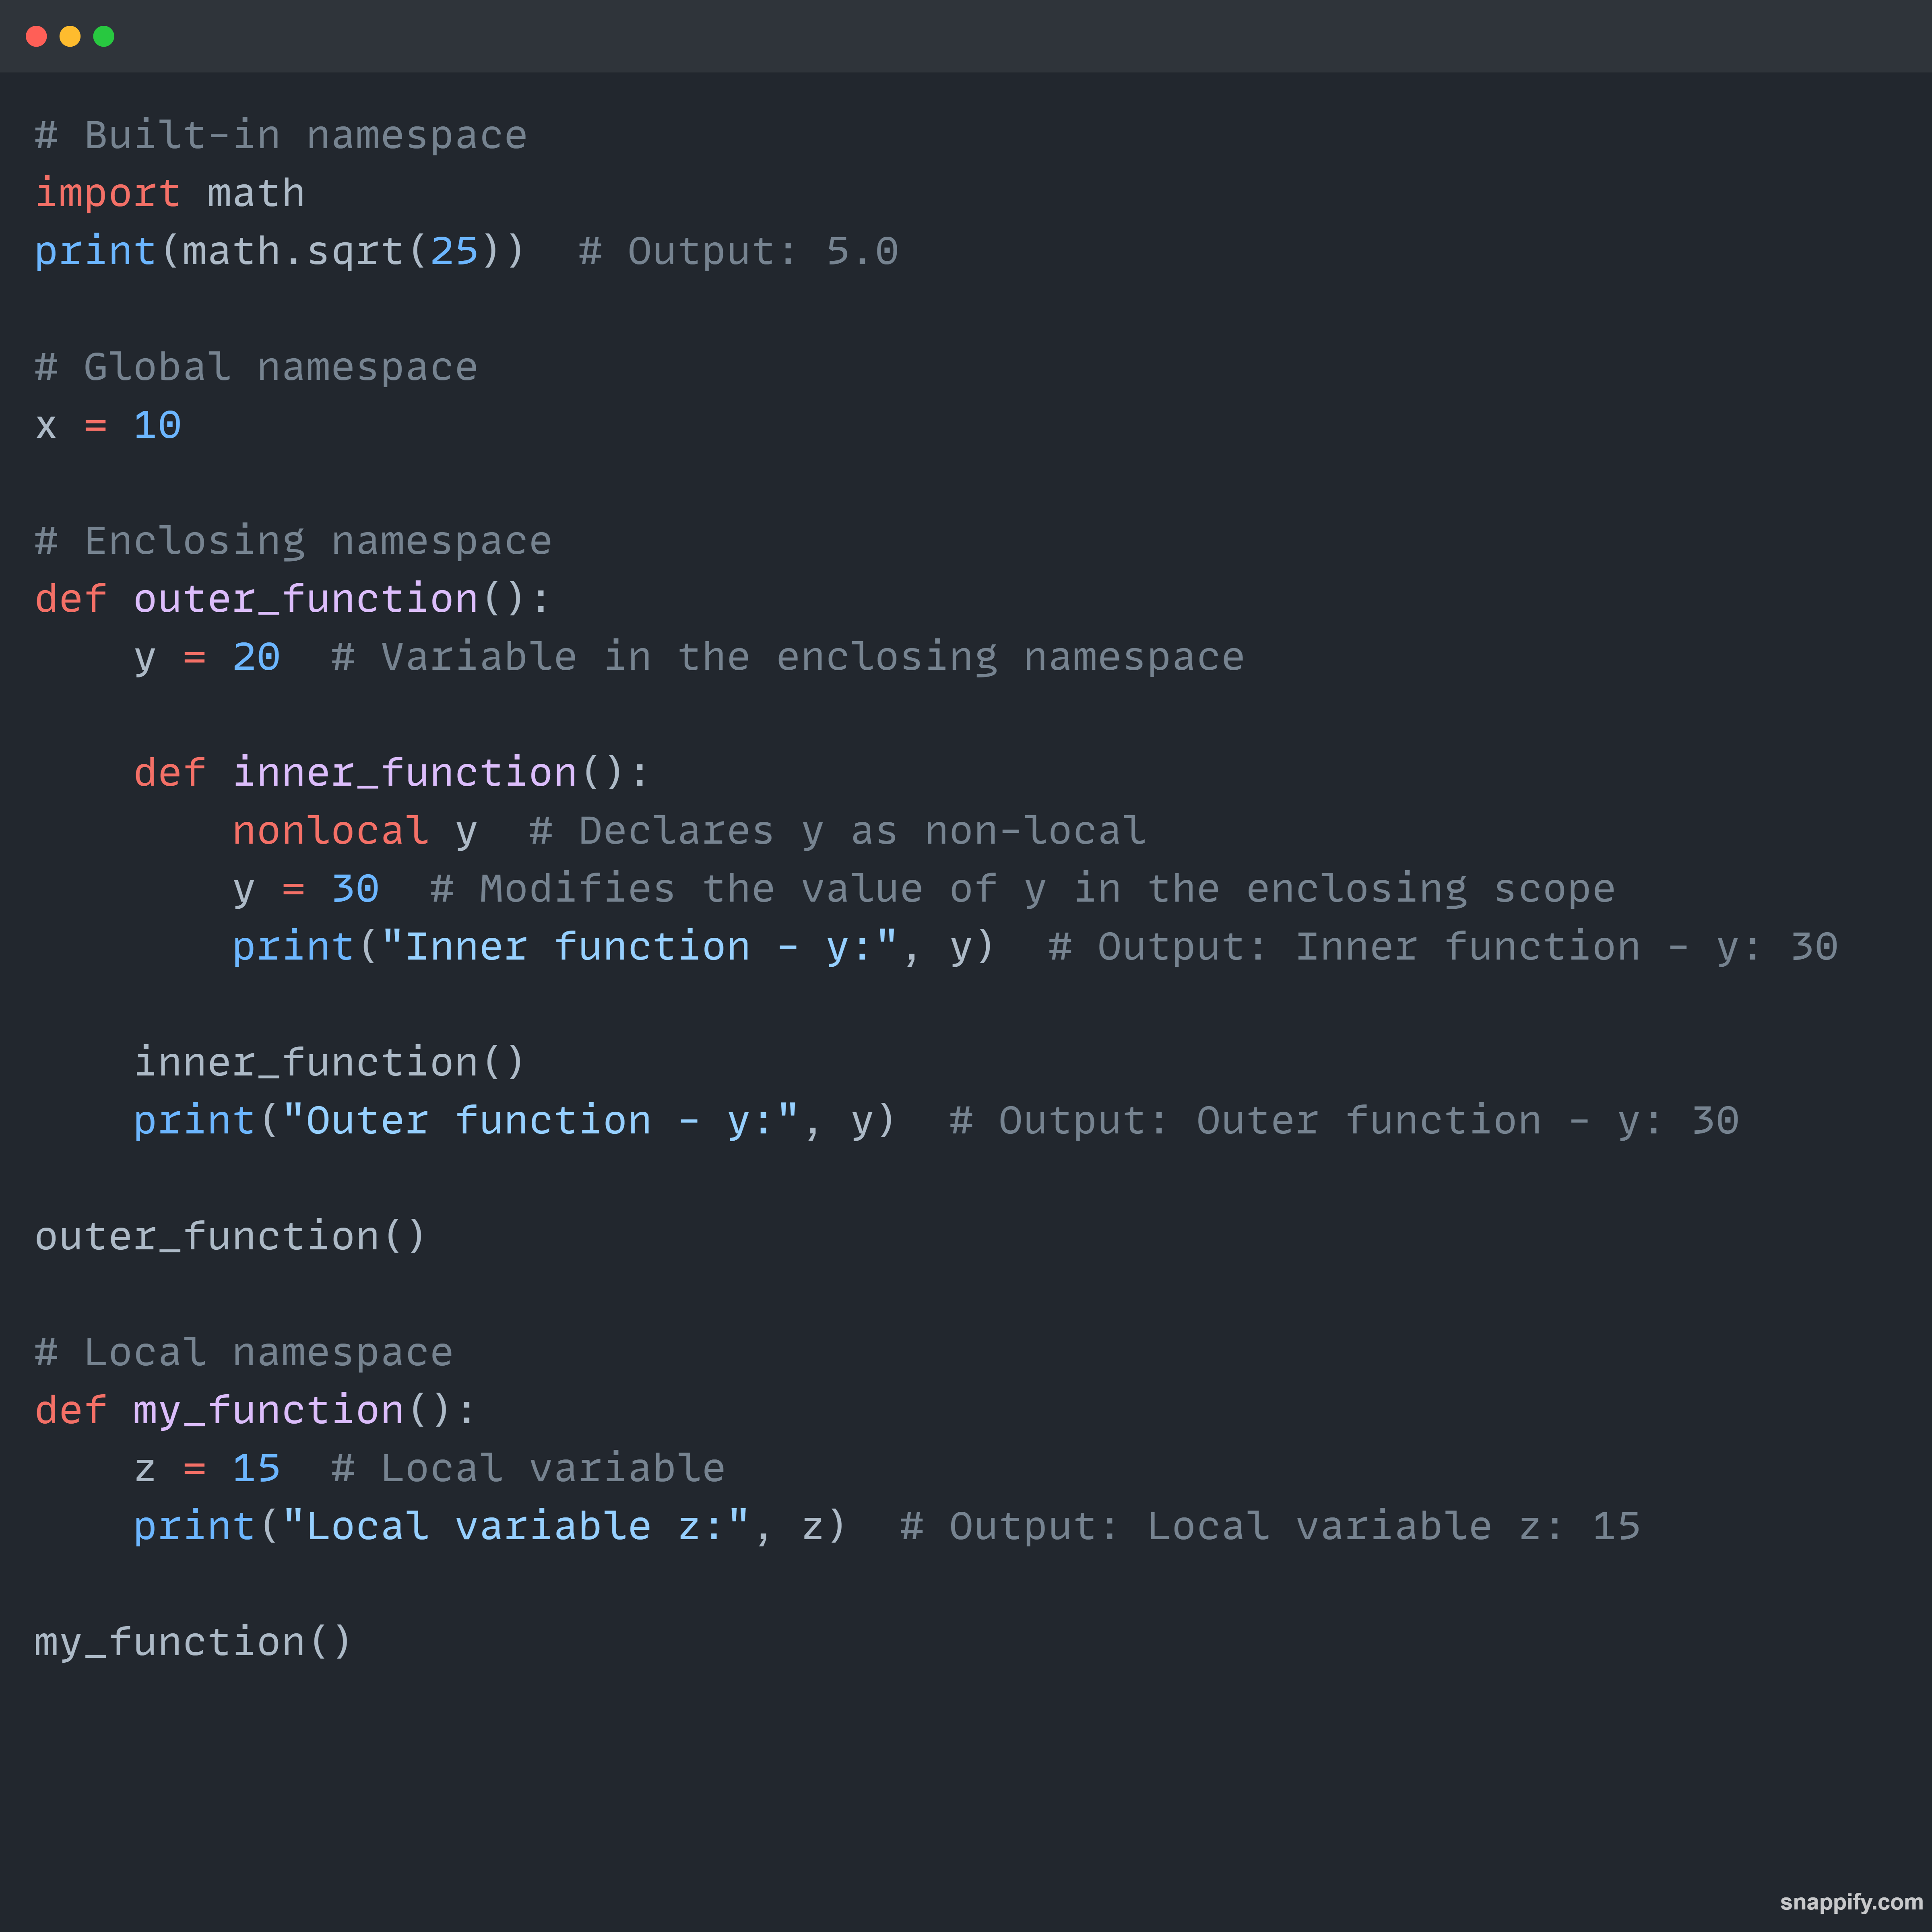 # Built-in namespace
import math
print(math.sqrt(25))  # Output: 5.0

# Global namespace
x = 10

# Enclosing namespace
def outer_function():
    y = 20  # Variable in the enclosing namespace

    def inner_function():
        nonlocal y  # Declares y as non-local
        y = 30  # Modifies the value of y in the enclosing scope
        print("Inner function - y:", y)  # Output: Inner function - y: 30

    inner_function()
    print("Outer function - y:", y)  # Output: Outer function - y: 30

outer_function()

# Local namespace
def my_function():
    z = 15  # Local variable
    print("Local variable z:", z)  # Output: Local variable z: 15

my_function()

snappify.com